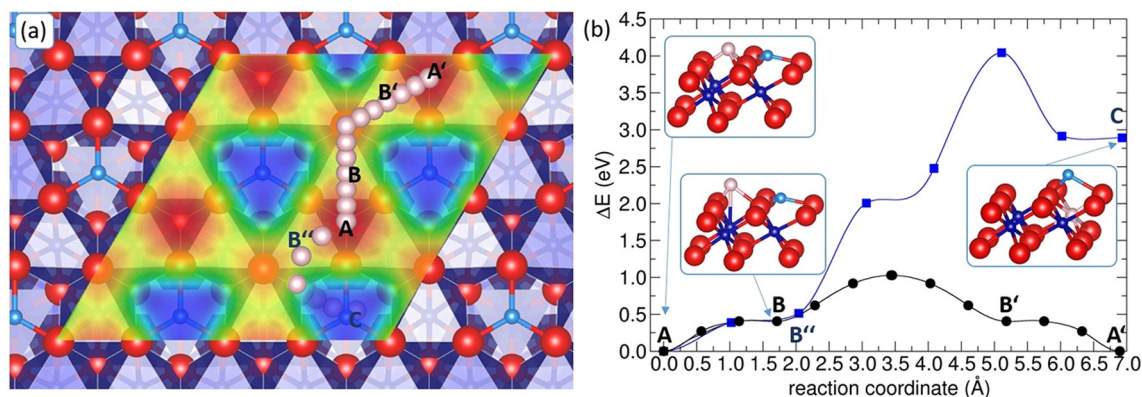 (a)
A‘
B‘
B
A
B‘‘
C
(b)
ΔE (eV)
4.5
4.0
3.5
3.0
2.5
2.0
1.5
1.0
0.5
0.0
C
A
B
B‘‘
B‘
A‘
0.0 0.5 1.0 1.5 2.0 2.5 3.0 3.5 4.0 4.5 5.0 5.5 6.0 6.5 7.0
reaction coordinate (Å)